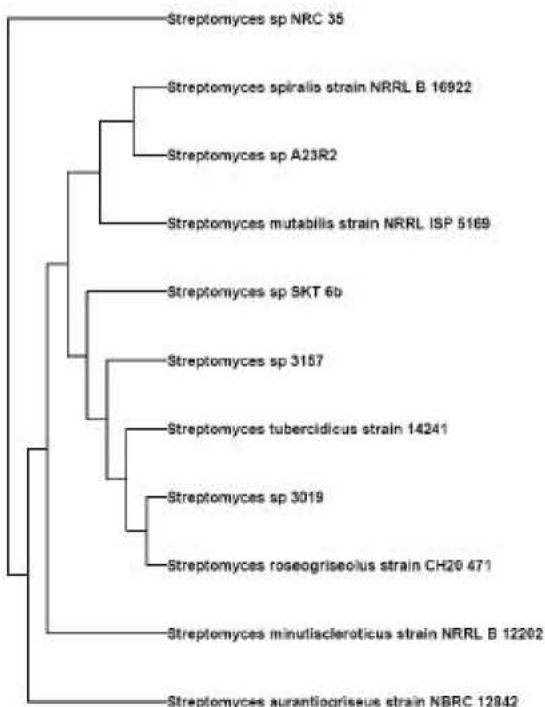 Streptomyces sp NRC 35
Streptomyces spiralis strain NRRL B 16922
Streptomyces sp A23R2
Streptomyces mutabilis strain NRRL ISP 5169
Streptomyces sp SKT 6b
Streptomyces sp 3157
Streptomyces tubercidicus strain 14241
Streptomyces sp 3019
Streptomyces roseogriseolus strain CH20 471
Streptomyces minutiscleroticus strain NRRL B 12202
Streptomyces aurantiogriseus strain NBRC 12842